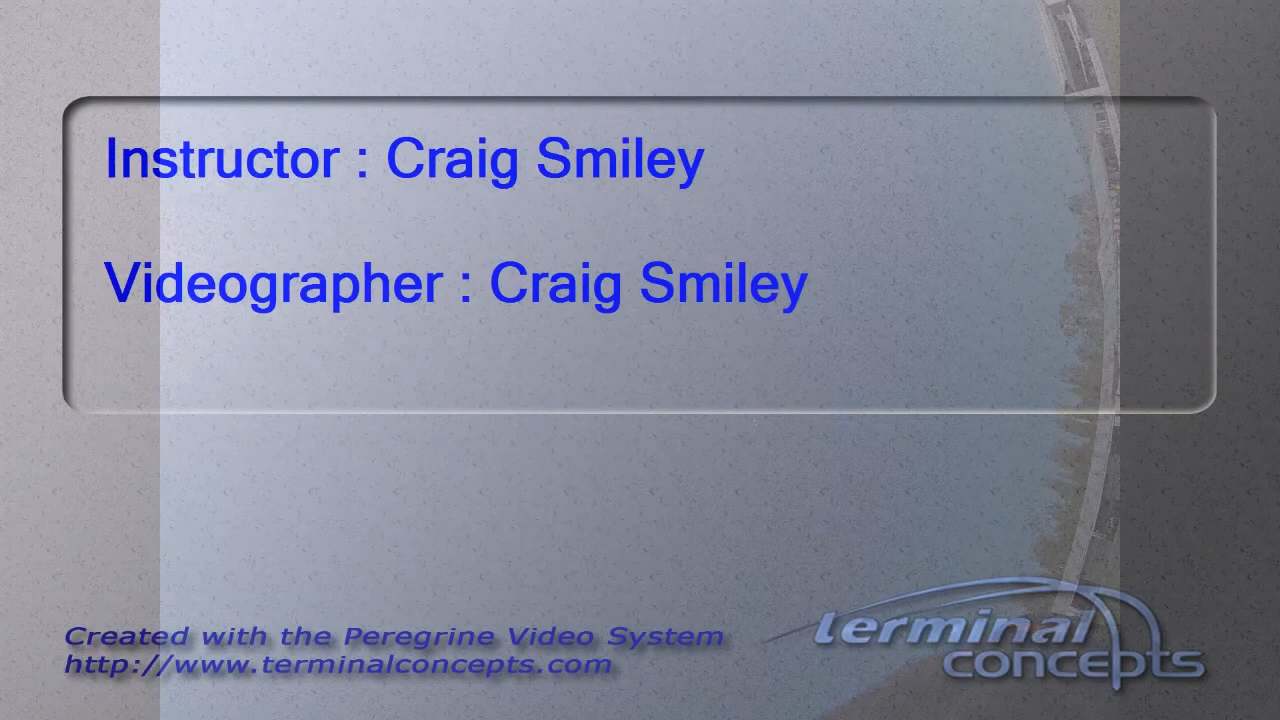 Instructor : Craig Smiley
Videographer : Craig Smiley
Created with the Peregrine Video System
http://www.terminalconcepts.com
terminal
concepts